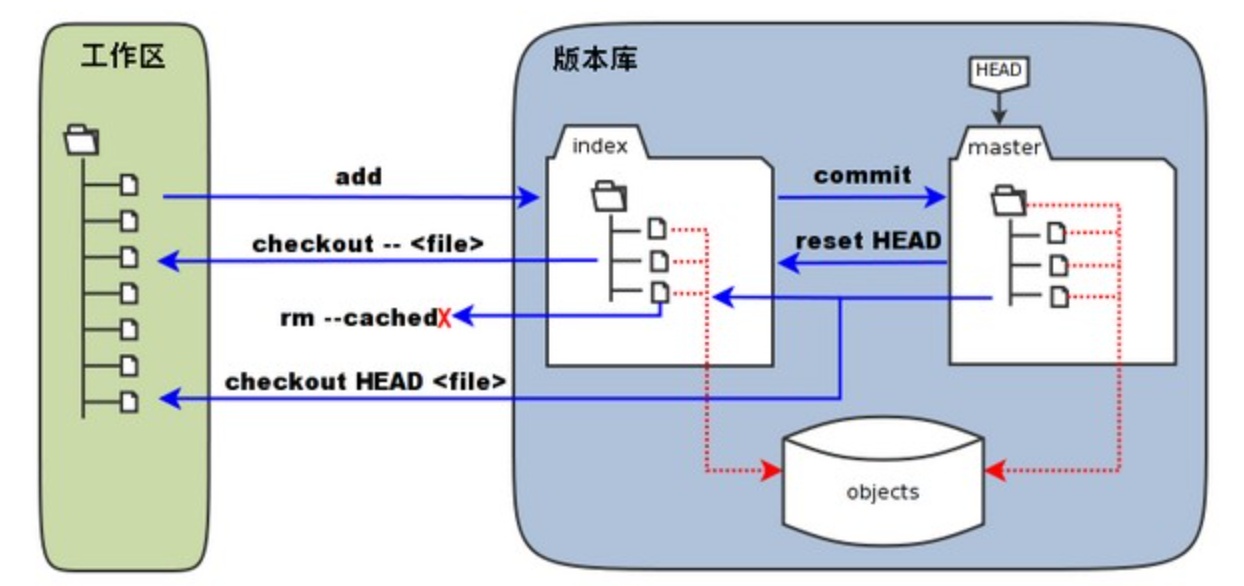 工作区
版本库
HEAD
index
master
add
commit
checkout -- <file>
reset HEAD
rm --cachedX
checkout HEAD <file>
objects